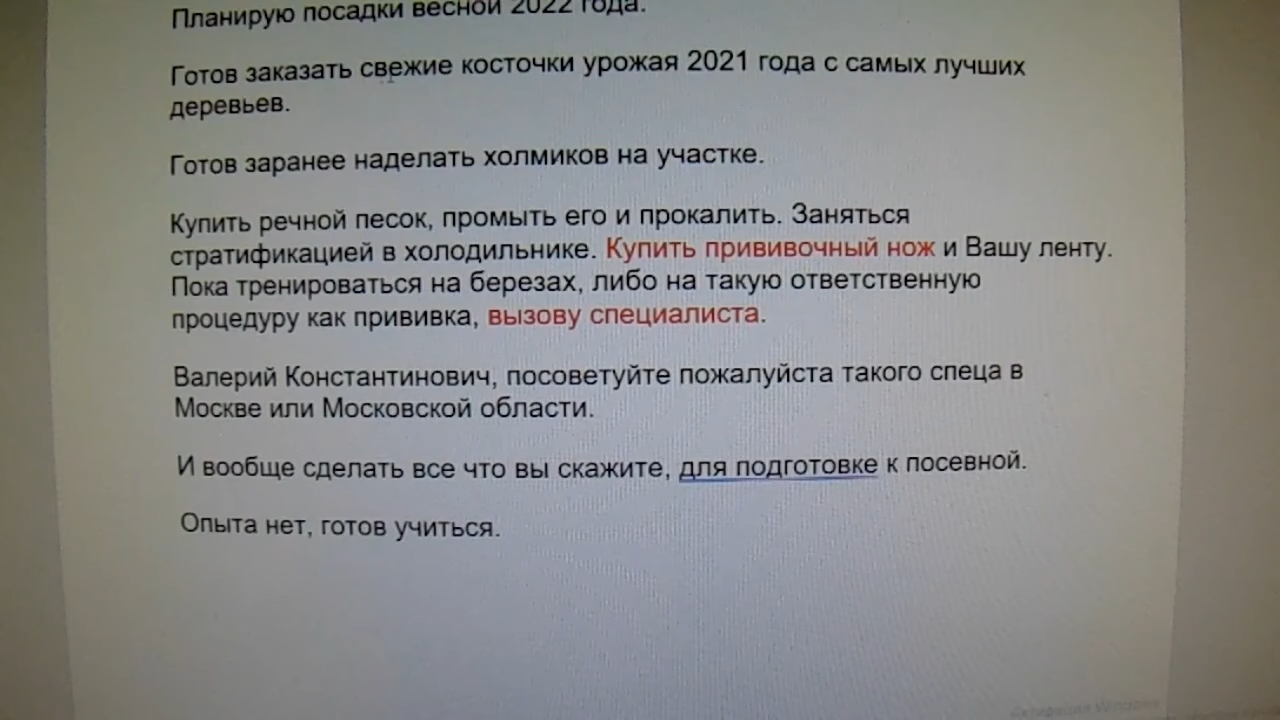 Планирую посадки весной 2022 года.
Готов заказать свежие косточки урожая 2021 года с самых лучших
деревьев.
Готов заранее наделать холмиков на участке.
Купить речной песок, промыть его и прокалить. Заняться
стратификацией в холодильнике. Купить прививочный нож и Вашу ленту.
Пока тренироваться на березах, либо на такую ответственную
процедуру как прививка, вызову специалиста.
Валерий Константинович, посоветуйте пожалуйста такого спеца в
Москве или Московской области.
И вообще сделать все что вы скажите, для подготовке к посевной.
Опыта нет, готов учиться.
Активация Windows